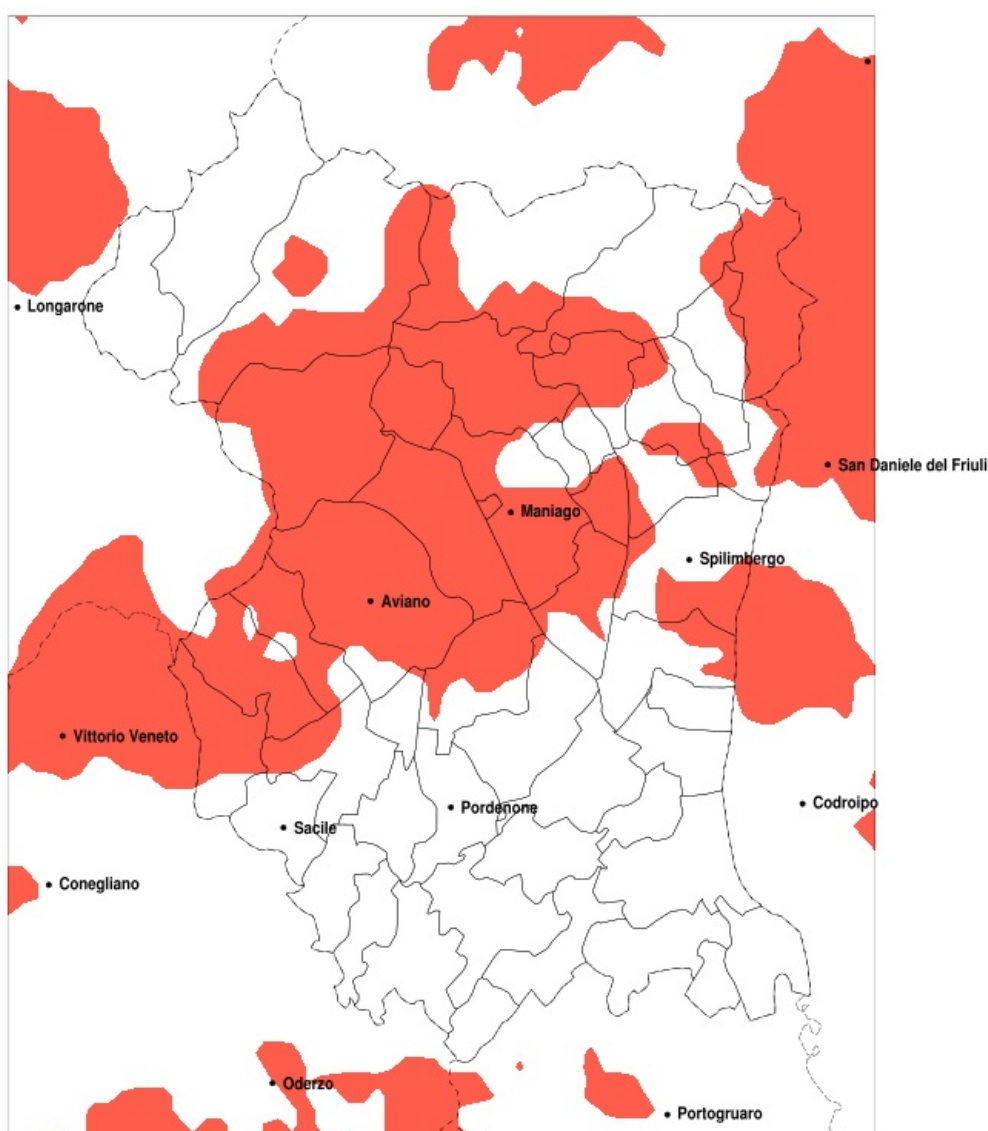 Longarone
San Daniele del Friuli
Maniago
Spilimbergo
Aviano
Vittorio Veneto
Codroipo
Pordenone
Sacile
Conegliano
Oderzo
Portogruaro